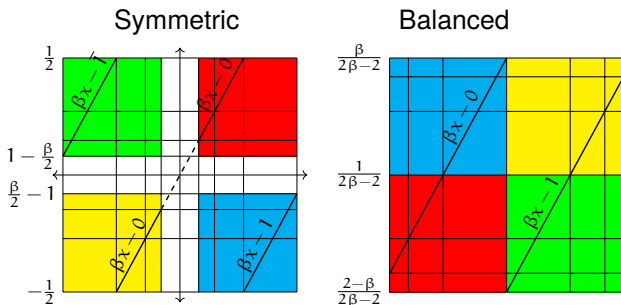 Symmetric
Balanced
1/2
βx − 1̄
βx − 0
1 − β/2
β/2 − 1
βx − 0
βx − 1
−1/2
β/(2β−2)
βx − 0
1/(2β−2)
βx − 1
(2−β)/(2β−2)